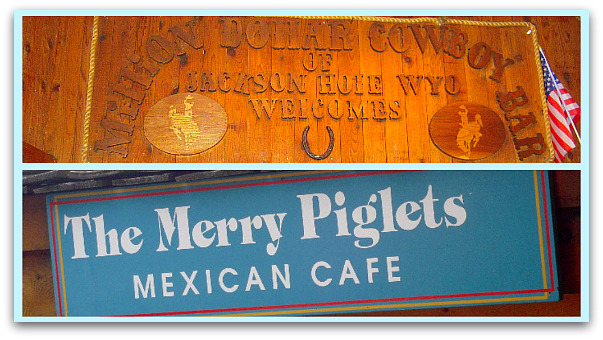 MILLION DOLLAR COWBOY BAR
OF
JACKSON HOLE WYO
WELCOMES
The Merry Piglets
MEXICAN CAFE